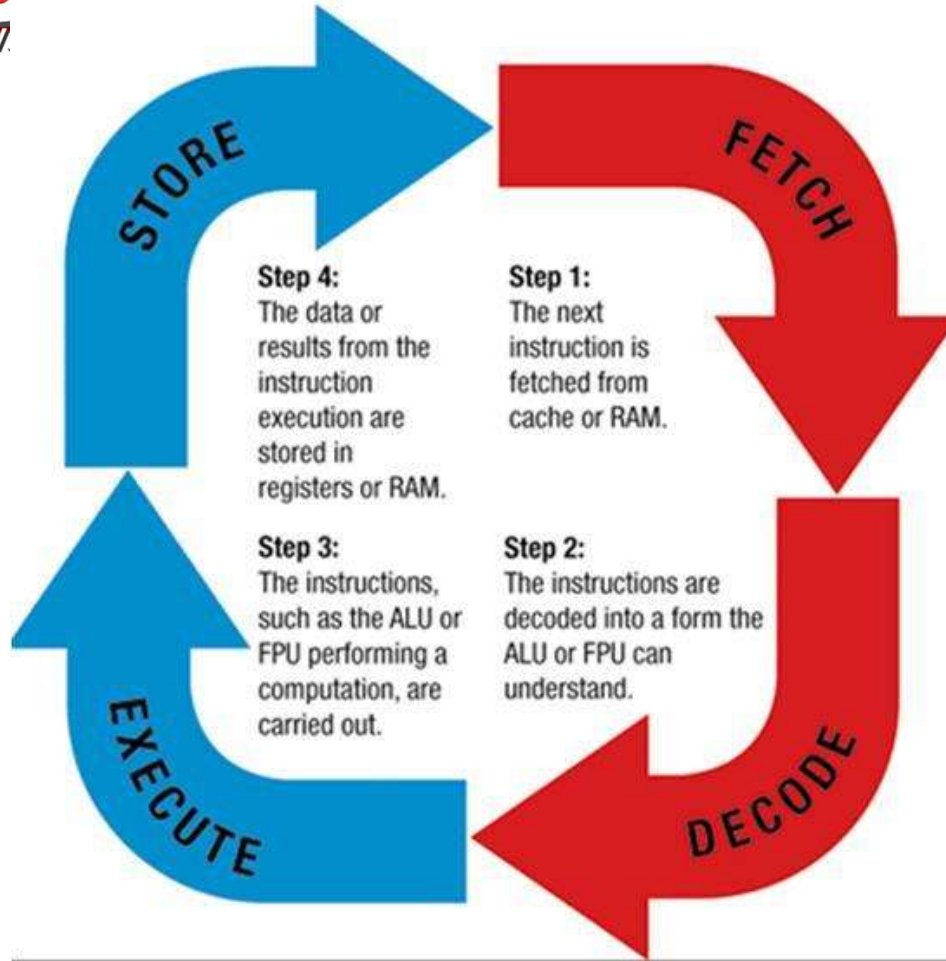 STORE
FETCH
Step 4:
The data or
results from the
instruction
execution are
stored in
registers or RAM.
Step 1:
The next
instruction is
fetched from
cache or RAM.
Step 3:
The instructions,
such as the ALU or
FPU performing a
computation, are
carried out.
Step 2:
The instructions are
decoded into a form the
ALU or FPU can
understand.
EXECUTE
DECODE